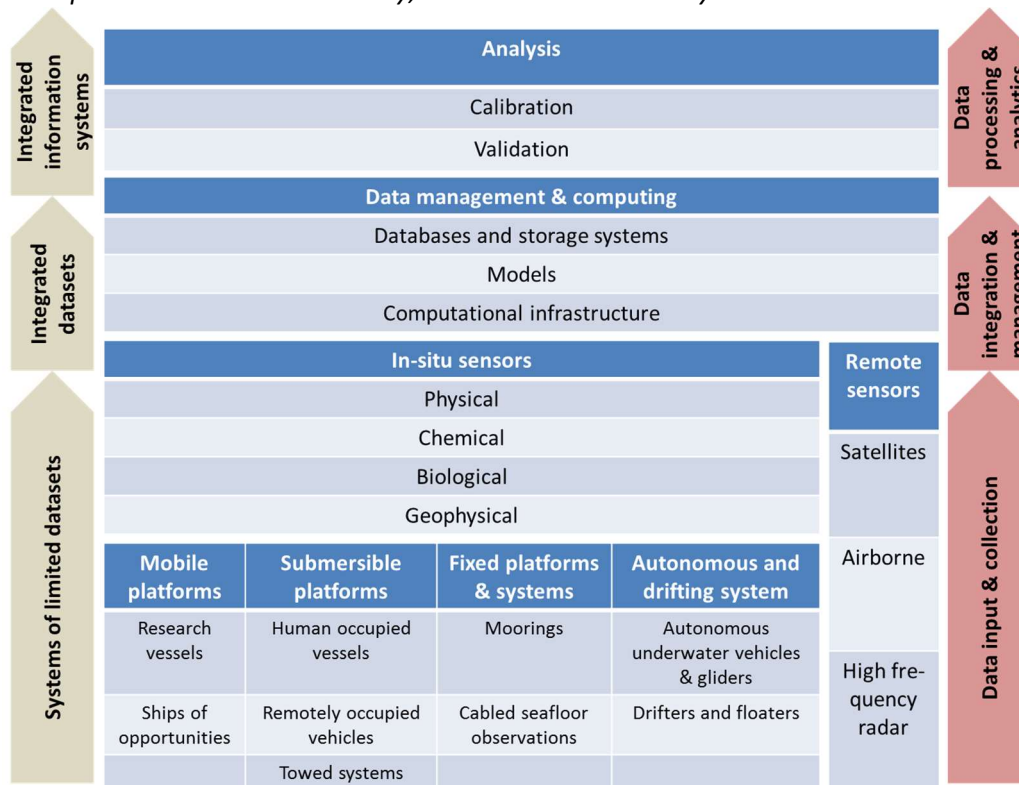 Analysis
Calibration
Validation
Data management & computing
Databases and storage systems
Models
Computational infrastructure
In-situ sensors
Physical
Chemical
Biological
Geophysical
Remote
sensors
Satellites
Airborne
High fre-
quency
radar
Mobile
platforms
Submersible
platforms
Fixed platforms
& systems
Autonomous and
drifting system
Research
vessels
Human occupied
vessels
Moorings
Autonomous
underwater vehicles
& gliders
Ships of
opportunities
Remotely occupied
vehicles
Cabled seafloor
observations
Drifters and floaters
Towed systems
Integrated
information
systems
Integrated
datasets
Systems of limited datasets
Data
processing &
analytics
Data
integration &
management
Data input & collection